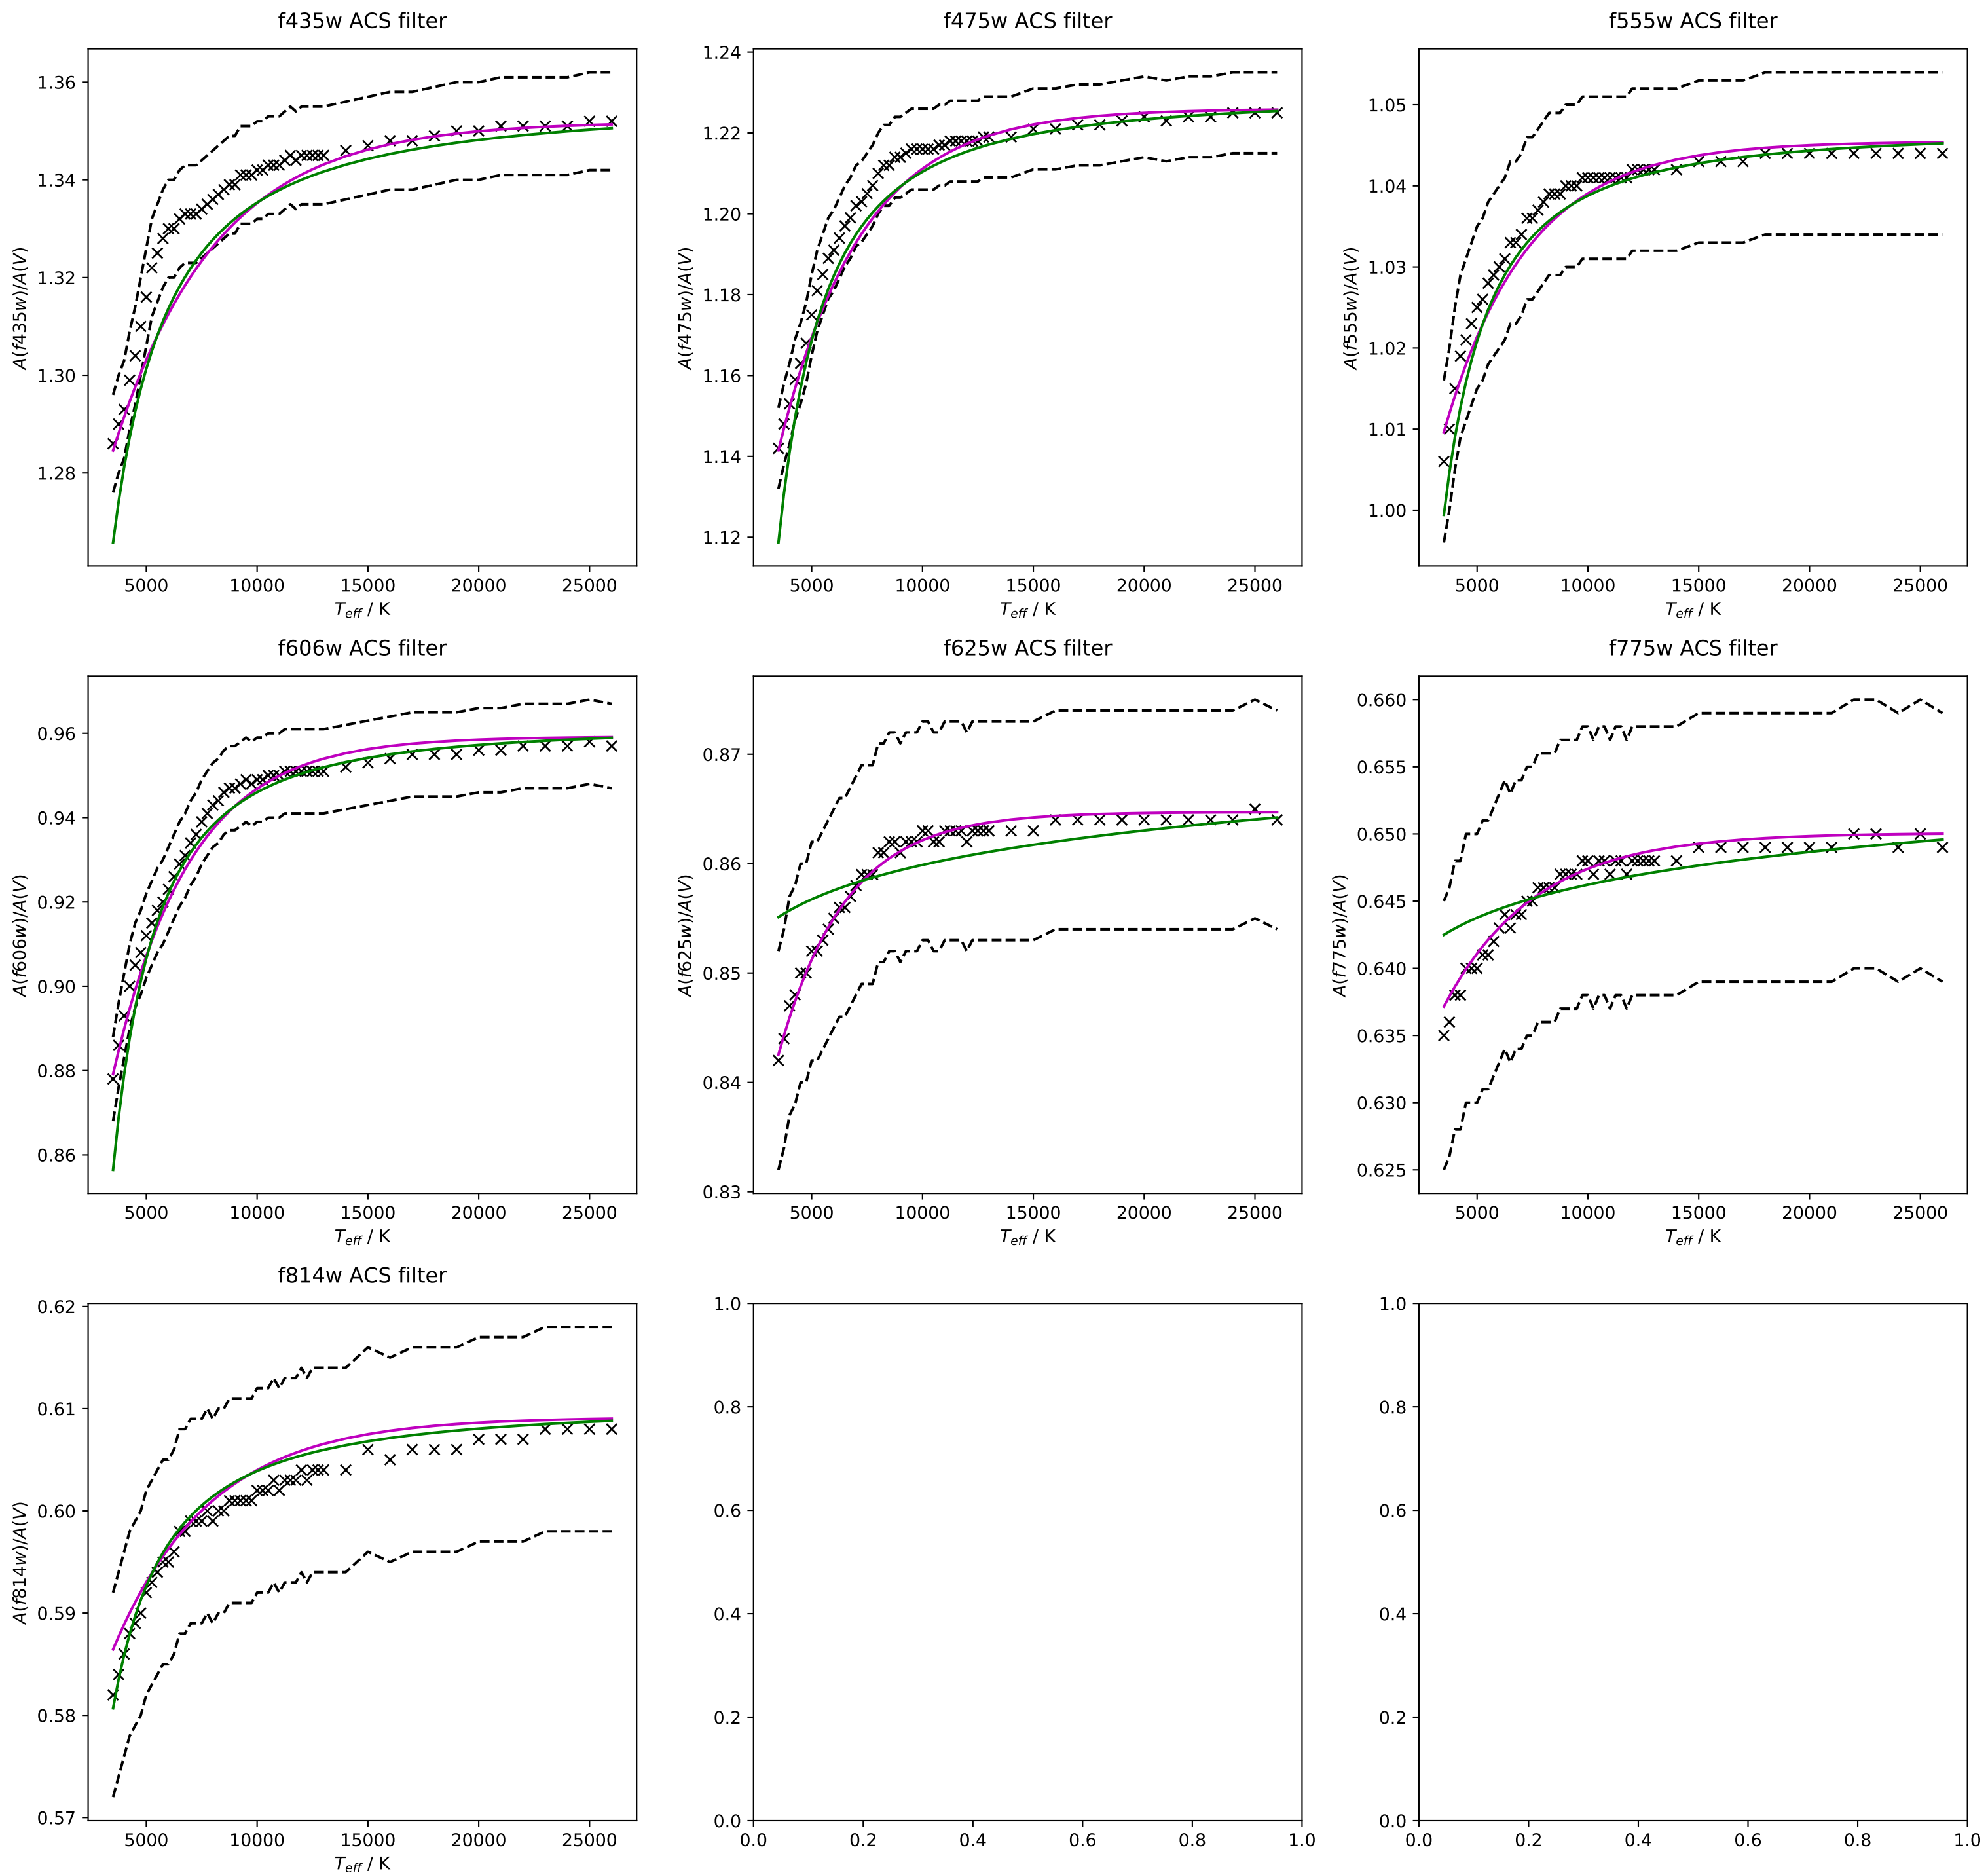 f435w ACS filter
1.36
1.34
1.32
1.30
1.28
A(f435w)/A(V)
5000 10000 15000 20000 25000
T_eff / K
f475w ACS filter
1.24
1.22
1.20
1.18
1.16
1.14
1.12
A(f475w)/A(V)
5000 10000 15000 20000 25000
T_eff / K
f555w ACS filter
1.05
1.04
1.03
1.02
1.01
1.00
A(f555w)/A(V)
5000 10000 15000 20000 25000
T_eff / K
f606w ACS filter
0.96
0.94
0.92
0.90
0.88
0.86
A(f606w)/A(V)
5000 10000 15000 20000 25000
T_eff / K
f625w ACS filter
0.87
0.86
0.85
0.84
0.83
A(f625w)/A(V)
5000 10000 15000 20000 25000
T_eff / K
f775w ACS filter
0.660
0.655
0.650
0.645
0.640
0.635
0.630
0.625
A(f775w)/A(V)
5000 10000 15000 20000 25000
T_eff / K
f814w ACS filter
0.62
0.61
0.60
0.59
0.58
0.57
A(f814w)/A(V)
5000 10000 15000 20000 25000
T_eff / K
1.0
0.8
0.6
0.4
0.2
0.0
0.0 0.2 0.4 0.6 0.8 1.0
1.0
0.8
0.6
0.4
0.2
0.0
0.0 0.2 0.4 0.6 0.8 1.0